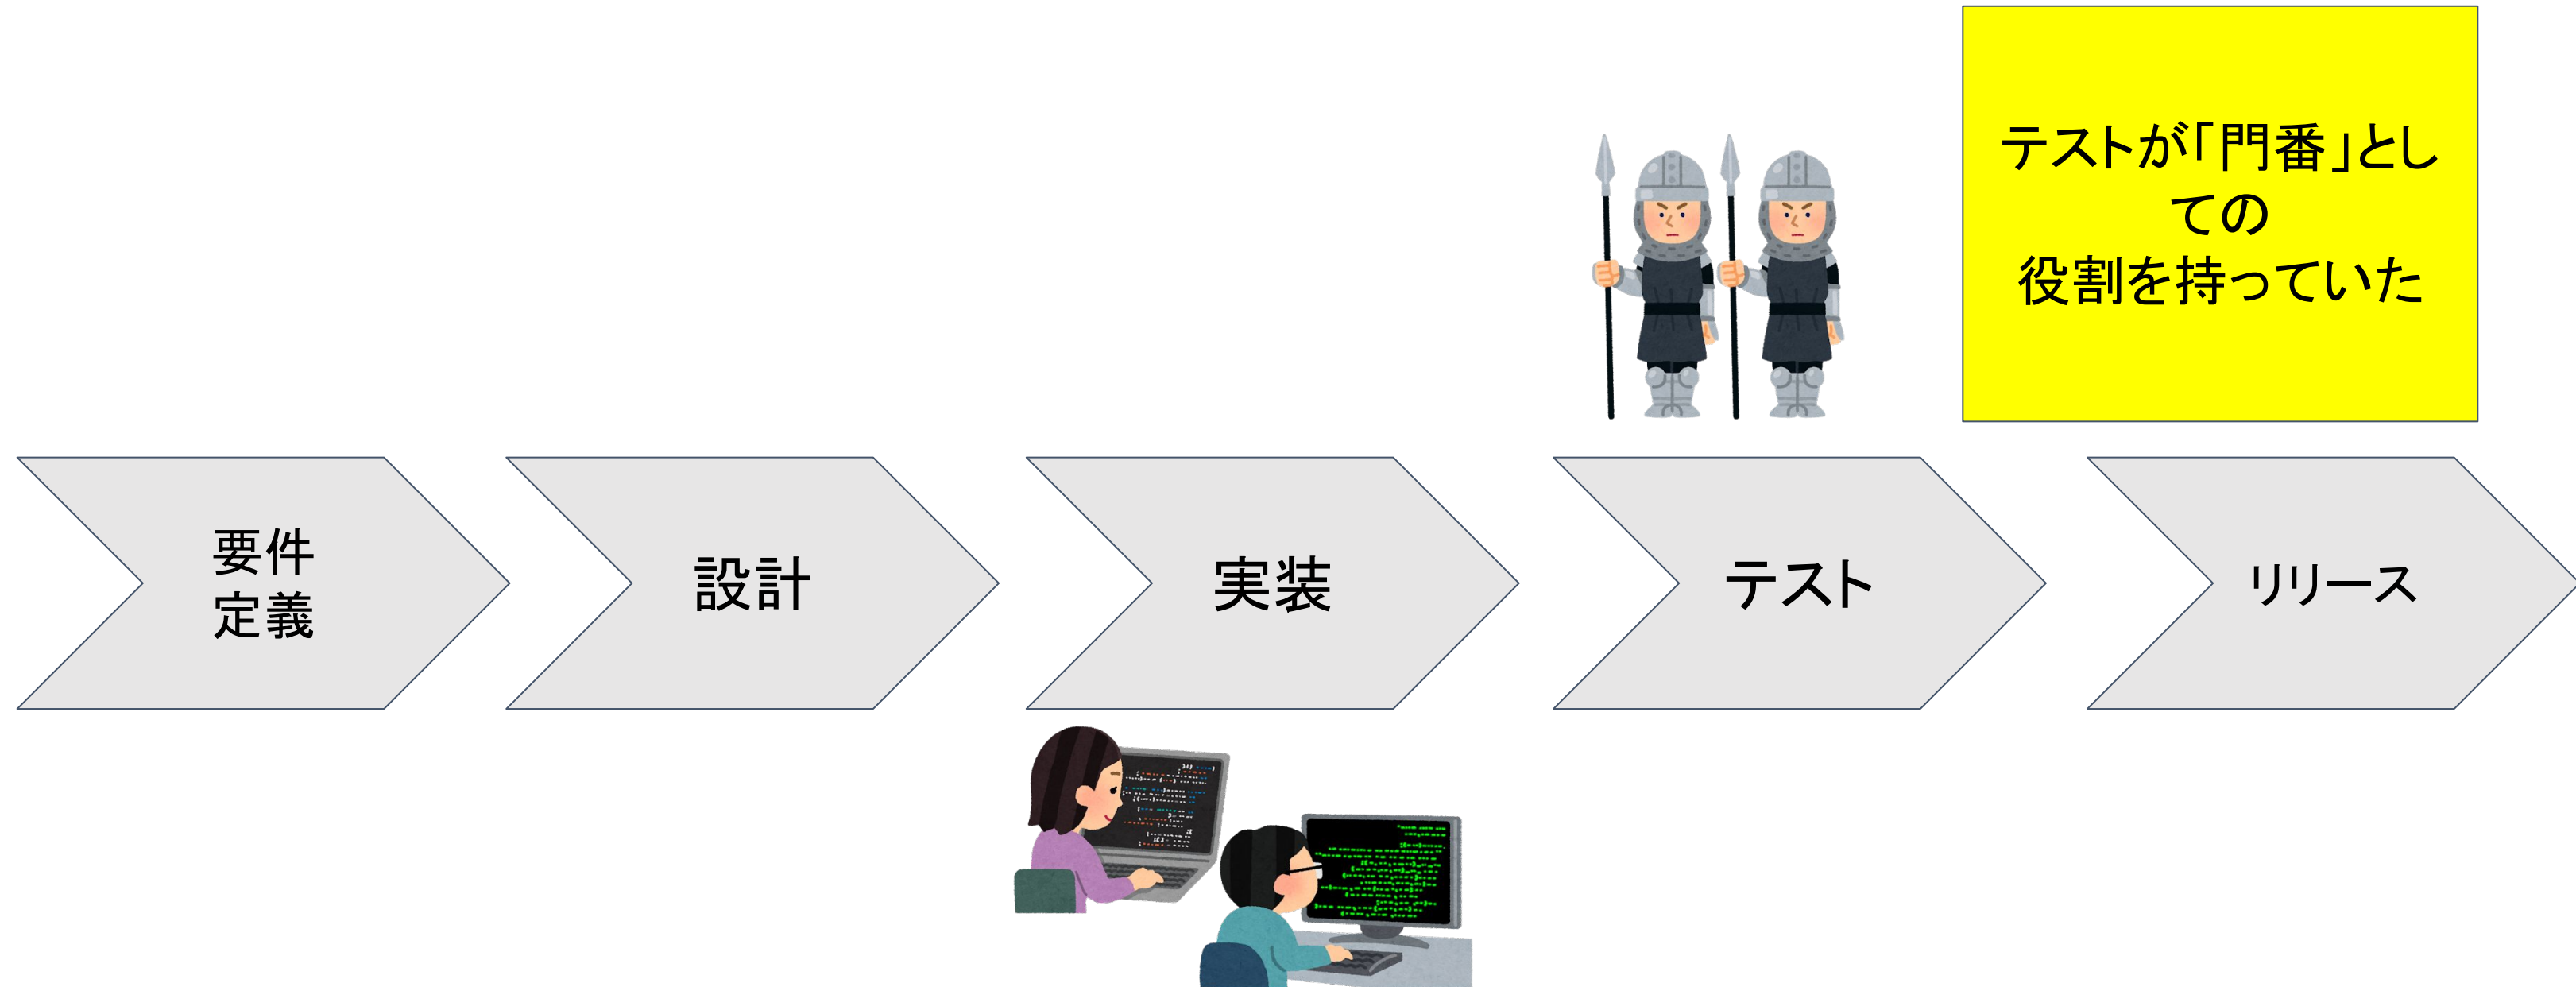 テストが「門番」とし
ての
役割を持っていた
要件
定義
設計
実装
テスト
リリース